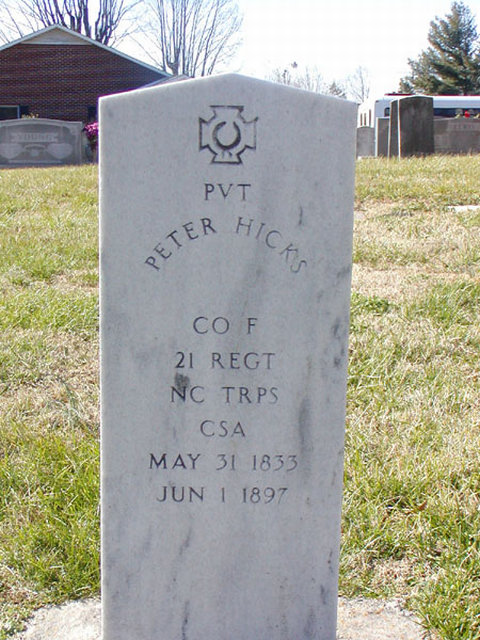 PVT
PETER HICKS
CO F
21 REGT
NC TRPS
CSA
MAY 31 1833
JUN 1 1897